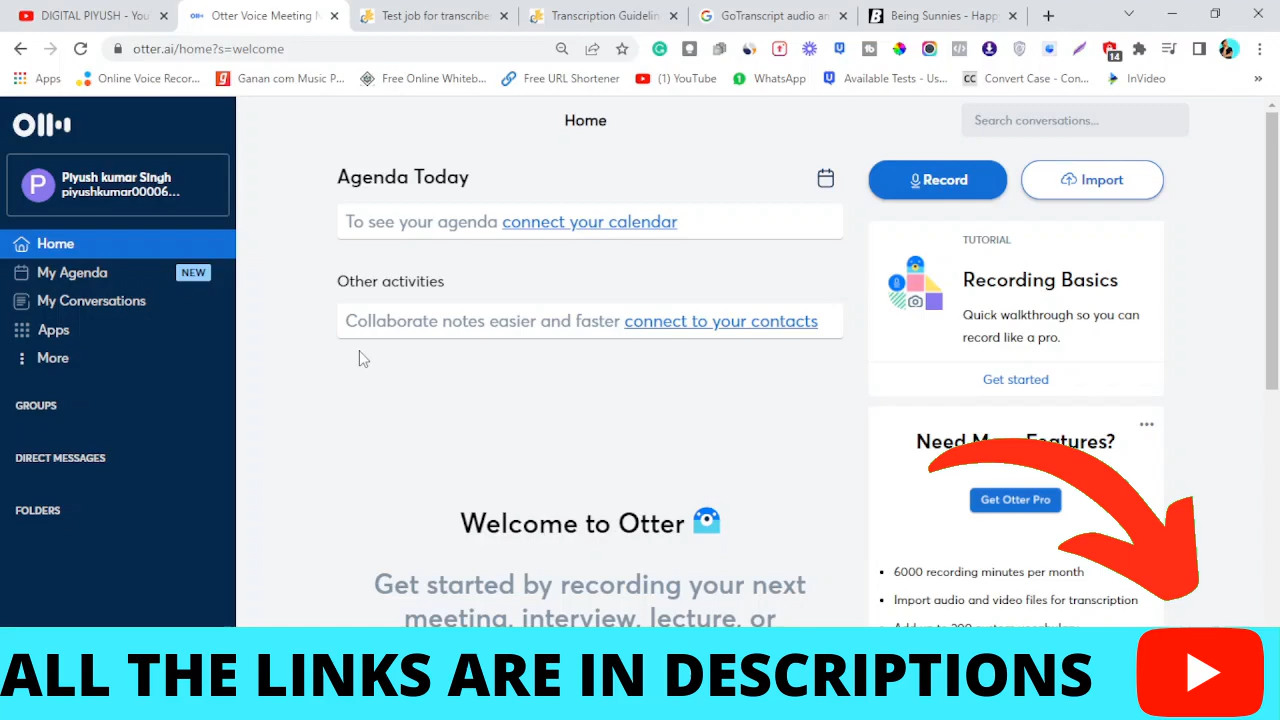 DIGITAL PIYUSH - YouTube
Otter Voice Meeting N
Test job for transcribe
Transcription Guidelin
GoTranscript audio an
Being Sunnies - Happ
otter.ai/home?s=welcome
14
Apps
Online Voice Recor...
Ganan com Music P...
Free Online Whiteb...
Free URL Shortener
(1) YouTube
WhatsApp
Available Tests - Us...
Convert Case - Con...
InVideo
Home
Search conversations...
P
Piyush kumar Singh
piyushkumar00006...
Home
My Agenda
NEW
My Conversations
Apps
More
GROUPS
DIRECT MESSAGES
FOLDERS
Agenda Today
To see your agenda connect your calendar
Other activities
Collaborate notes easier and faster connect to your contacts
Welcome to Otter
Get started by recording your next
meeting, interview, lecture, or
Record
Import
TUTORIAL
Recording Basics
Quick walkthrough so you can
record like a pro.
Get started
Need More Features?
Get Otter Pro
6000 recording minutes per month
Import audio and video files for transcription
ALL THE LINKS ARE IN DESCRIPTIONS